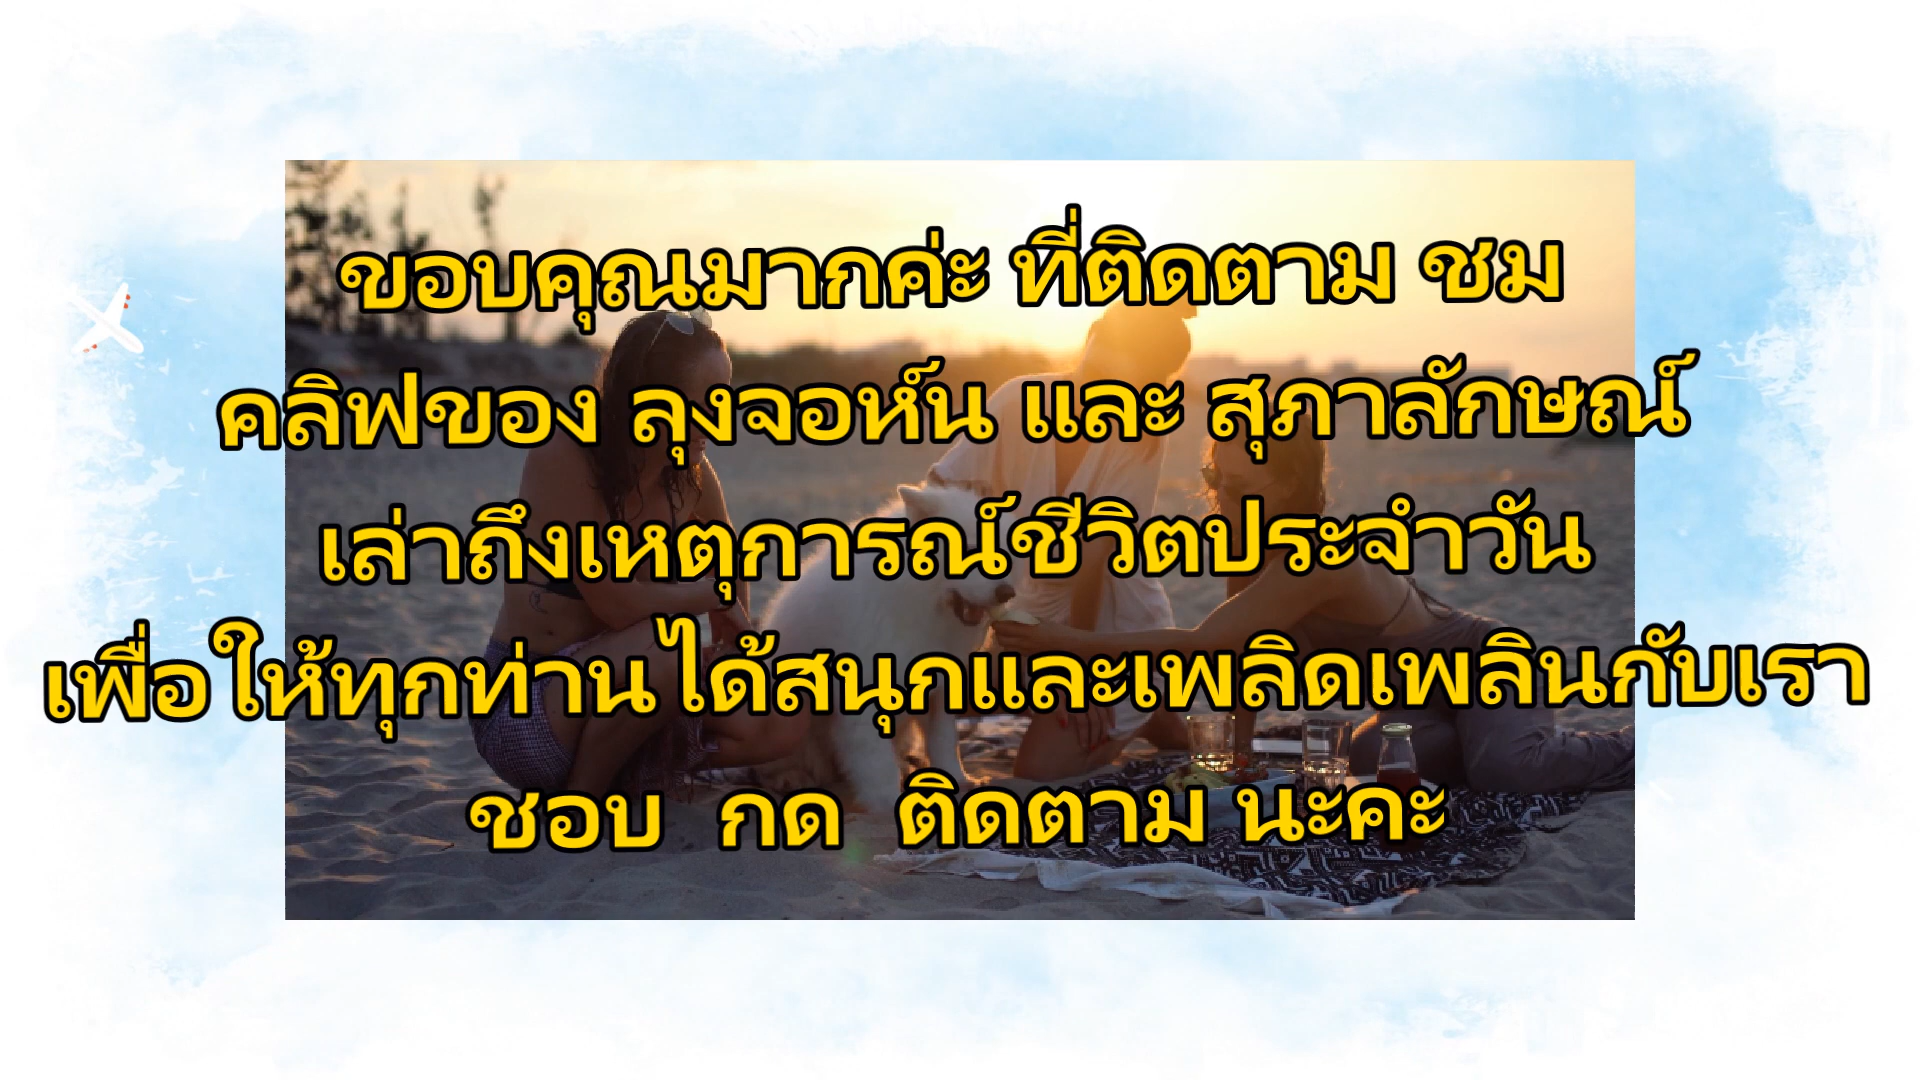 ขอบคุณมากค่ะ ที่ติดตาม ชม
คลิฟของ ลุงจอห์น และ สุภาลักษณ์
เล่าถึงเหตุการณ์ชีวิตประจำวัน
เพื่อให้ทุกท่านได้สนุกและเพลิดเพลินกับเรา
ชอบ กด ติดตาม นะคะ